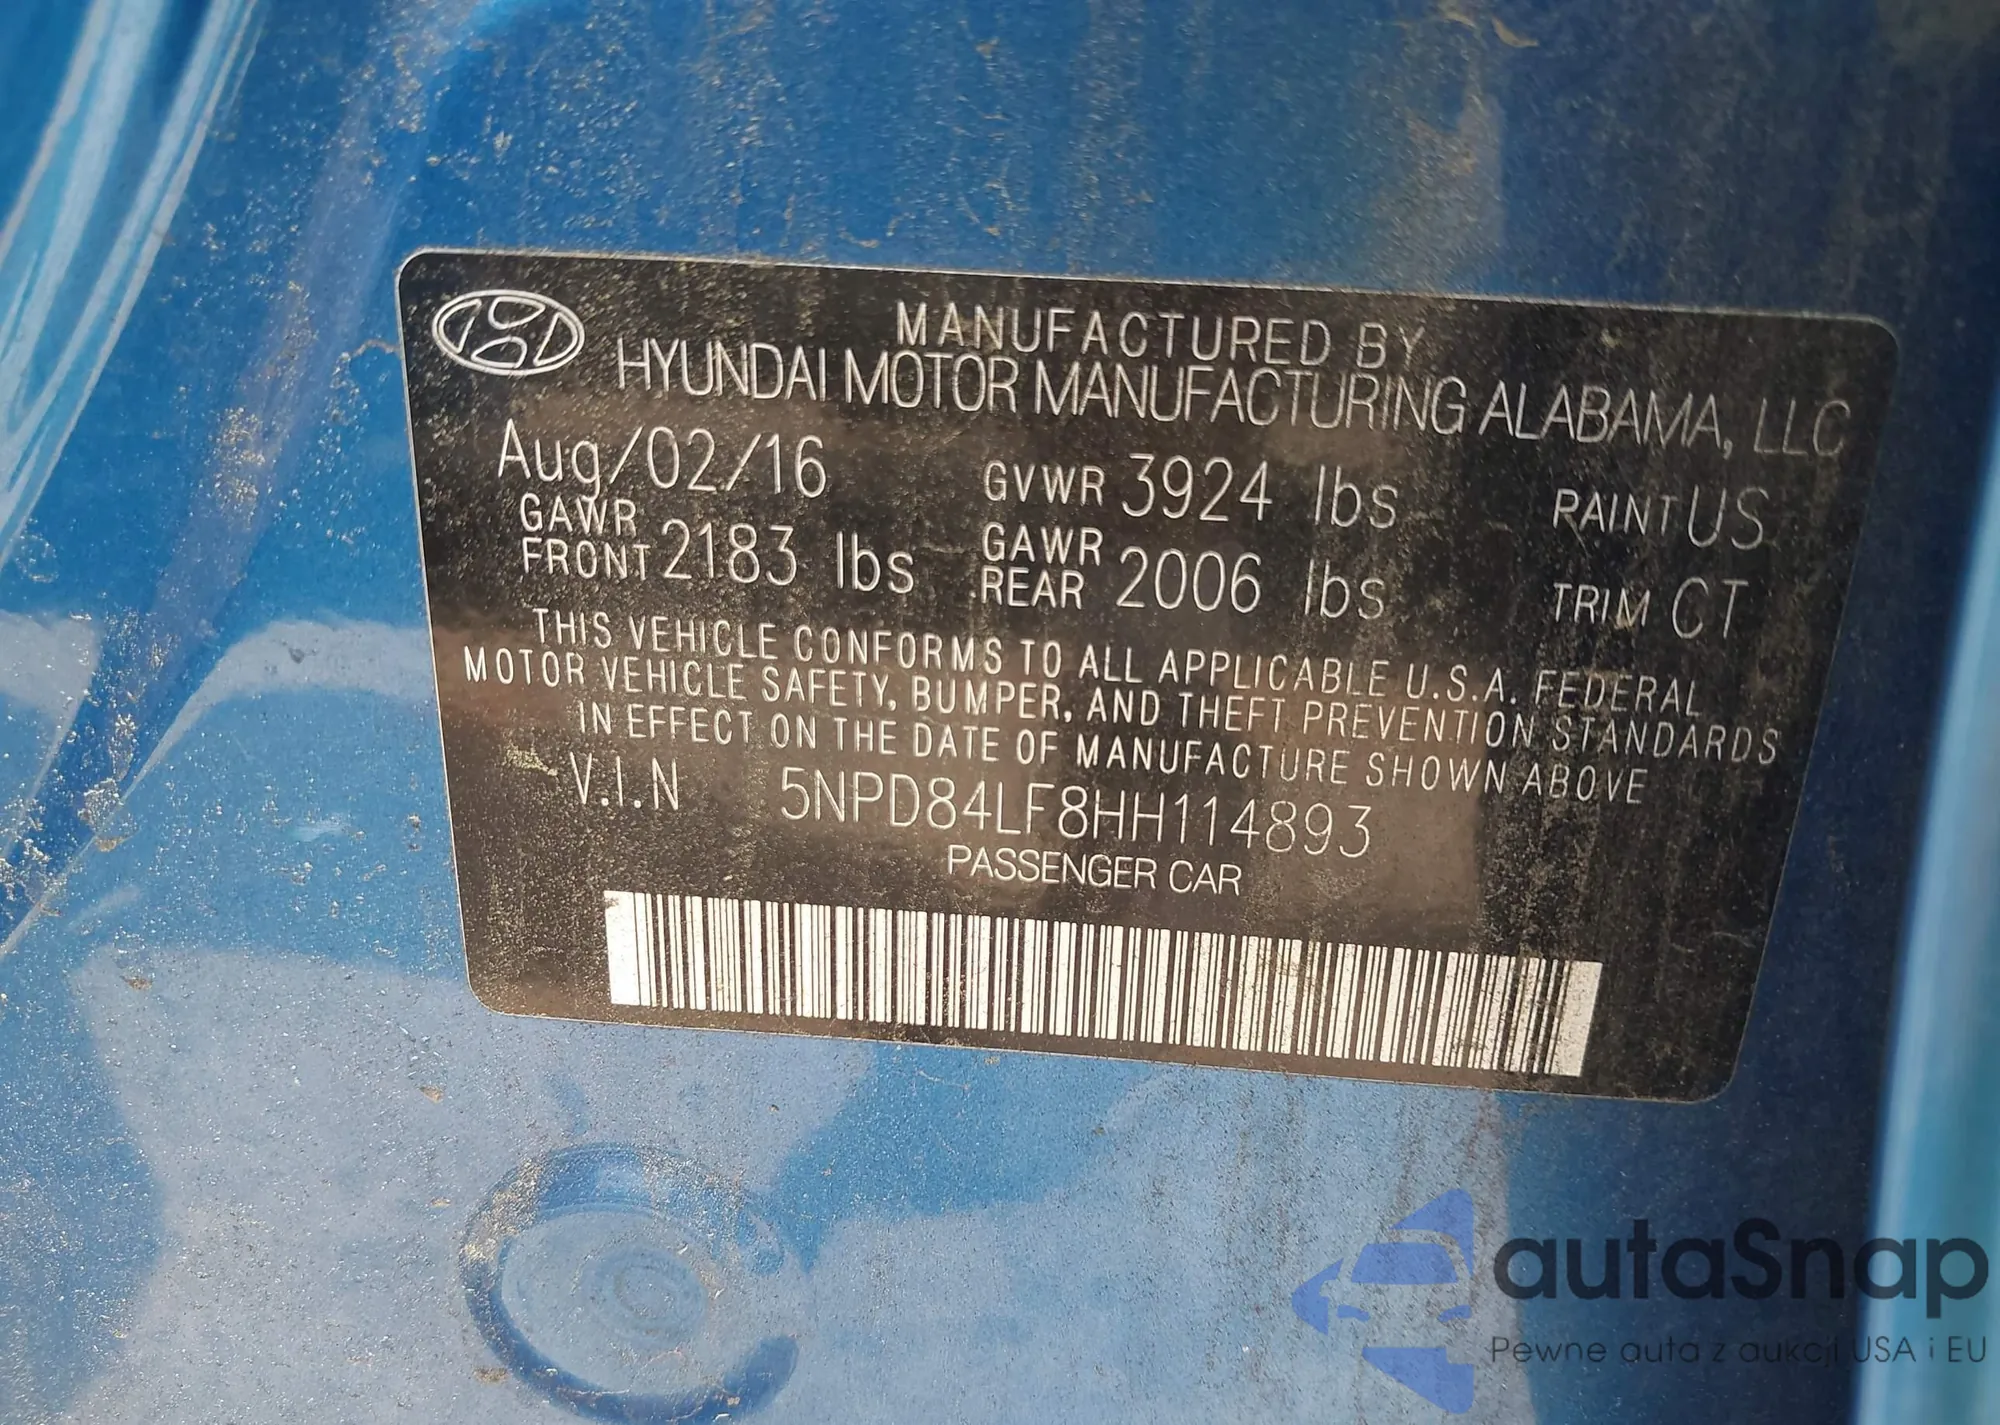 MANUFACTURED BY
HYUNDAI MOTOR MANUFACTURING ALABAMA, LLC
Aug/02/16 GVWR 3924 lbs PAINT US
GAWR FRONT 2183 lbs GAWR REAR 2006 lbs TRIM CT
THIS VEHICLE CONFORMS TO ALL APPLICABLE U.S.A. FEDERAL
MOTOR VEHICLE SAFETY, BUMPER, AND THEFT PREVENTION STANDARDS
IN EFFECT ON THE DATE OF MANUFACTURE SHOWN ABOVE
V.I.N 5NPD84LF8HH114893
PASSENGER CAR
autaSnap
Pewne auta z aukcji USA i EU